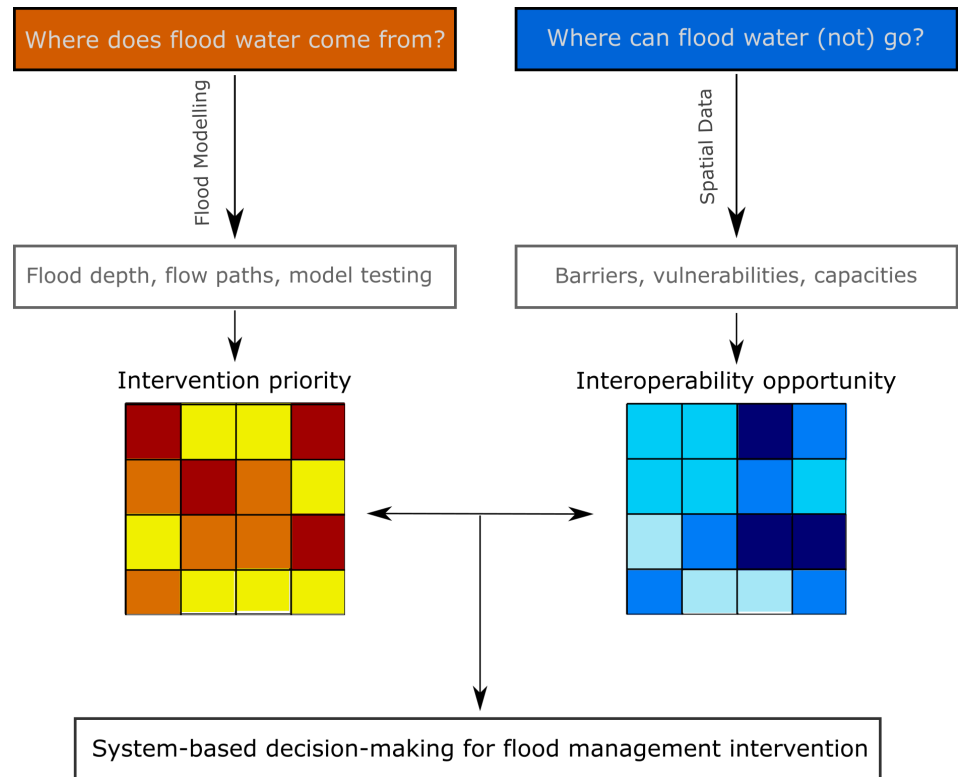 Where does flood water come from?
Where can flood water (not) go?
Flood Modelling
Spatial Data
Flood depth, flow paths, model testing
Barriers, vulnerabilities, capacities
Intervention priority
Interoperability opportunity
System-based decision-making for flood management intervention